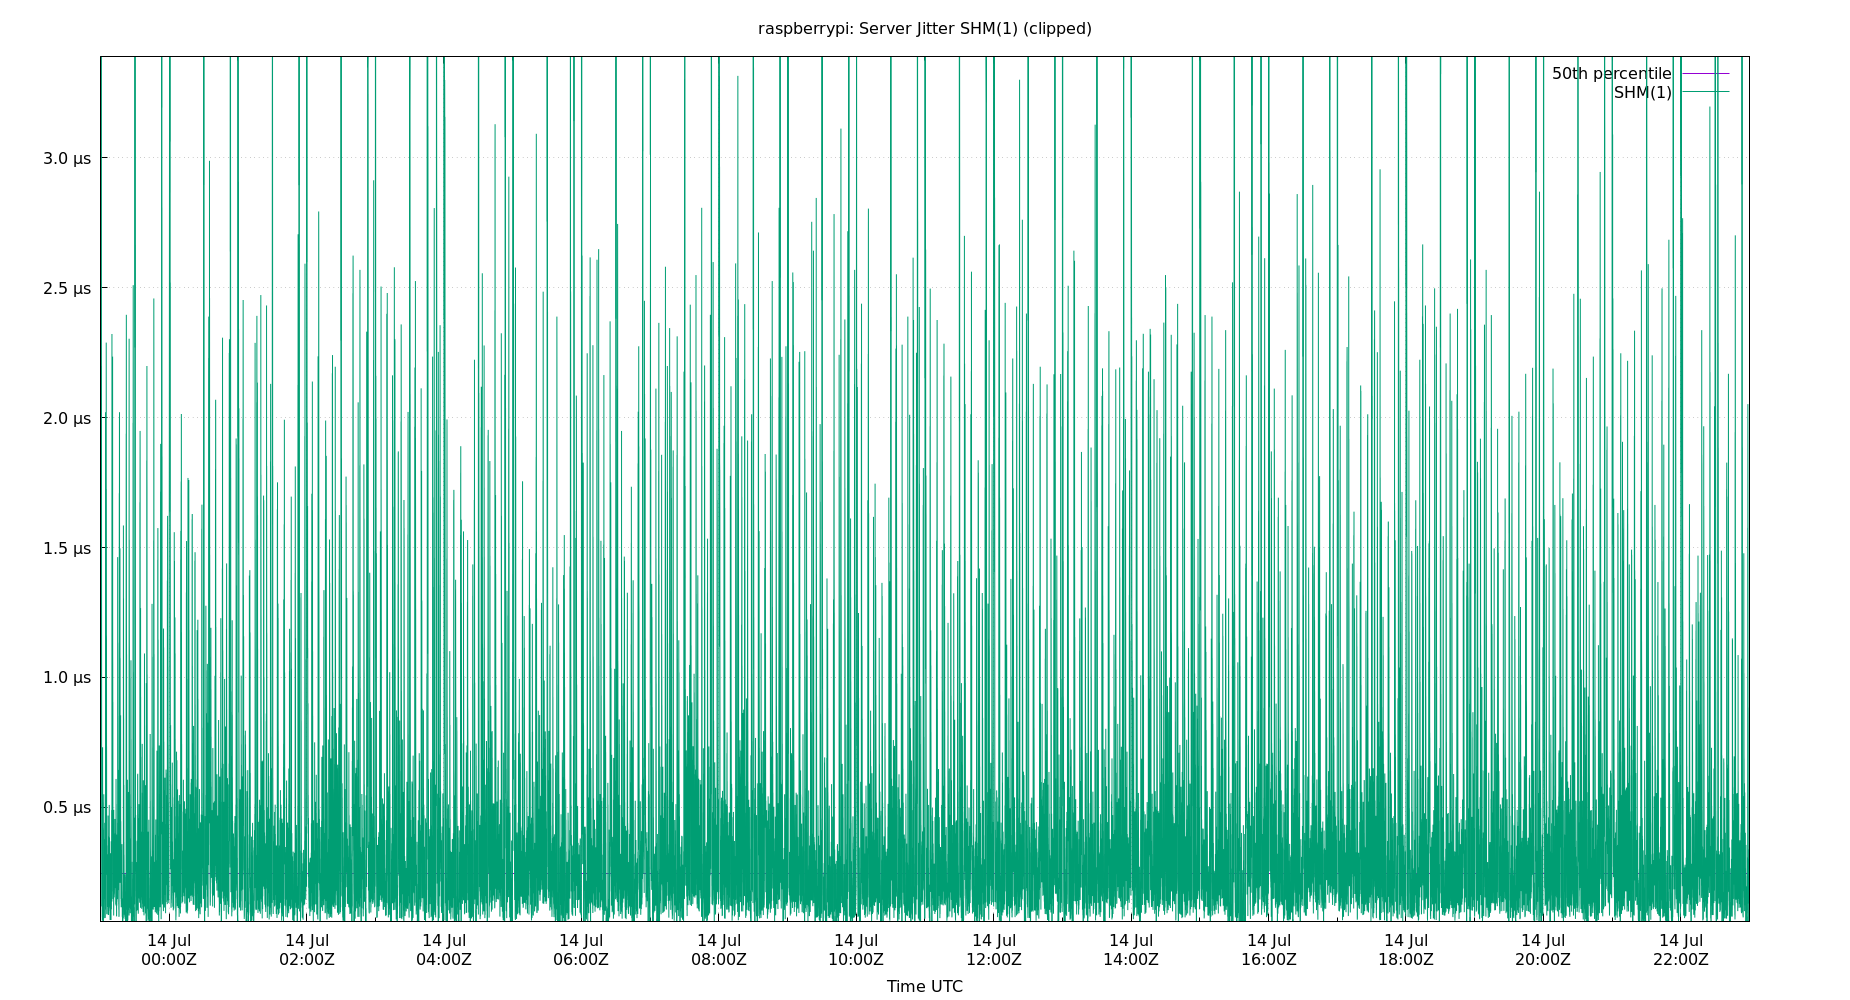 raspberrypi: Server Jitter SHM(1) (clipped)
50th percentile
SHM(1)
3.0 μs
2.5 μs
2.0 μs
1.5 μs
1.0 μs
0.5 μs
14 Jul 14 Jul 14 Jul 14 Jul 14 Jul 14 Jul 14 Jul 14 Jul 14 Jul 14 Jul 14 Jul 14 Jul
00:00Z 02:00Z 04:00Z 06:00Z 08:00Z 10:00Z 12:00Z 14:00Z 16:00Z 18:00Z 20:00Z 22:00Z
Time UTC